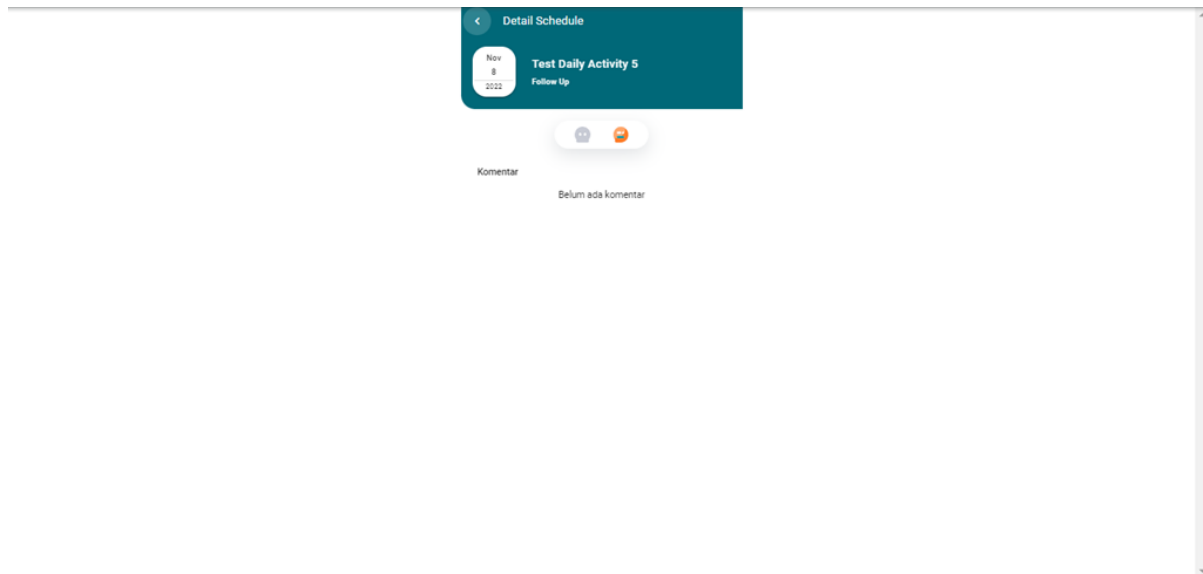 Detail Schedule
Nov
8
2022
Test Daily Activity 5
Follow Up
Komentar
Belum ada komentar